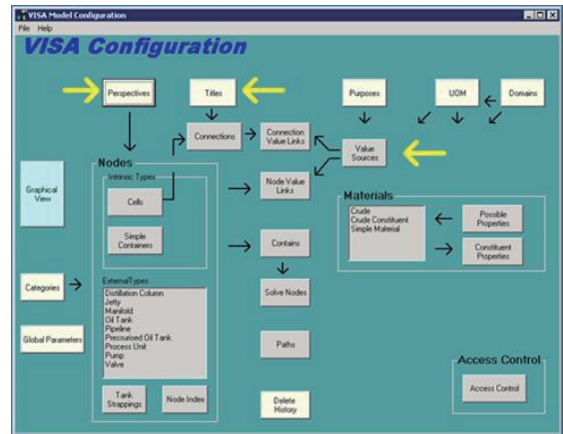 VISA Model Configuration
File Help
VISA Configuration
Perspectives
Titles
Purposes
UOM
Domains
Connections
Connection
Value Links
Value
Sources
Nodes
Intrinsic Types
Cells
Simple
Containers
Node Value
Links
Graphical
View
Materials
Crude
Crude Constituent
Simple Material
Possible
Properties
Constituent
Properties
Contains
Categories
ExternalTypes
Distillation Column
Jetty
Manifold
Oil Tank
Pipeline
Pressurised Oil Tank
Process Unit
Pump
Valve
Solve Nodes
Global Parameters
Paths
Access Control
Access Control
Tank
Strappings
Node Index
Delete
History